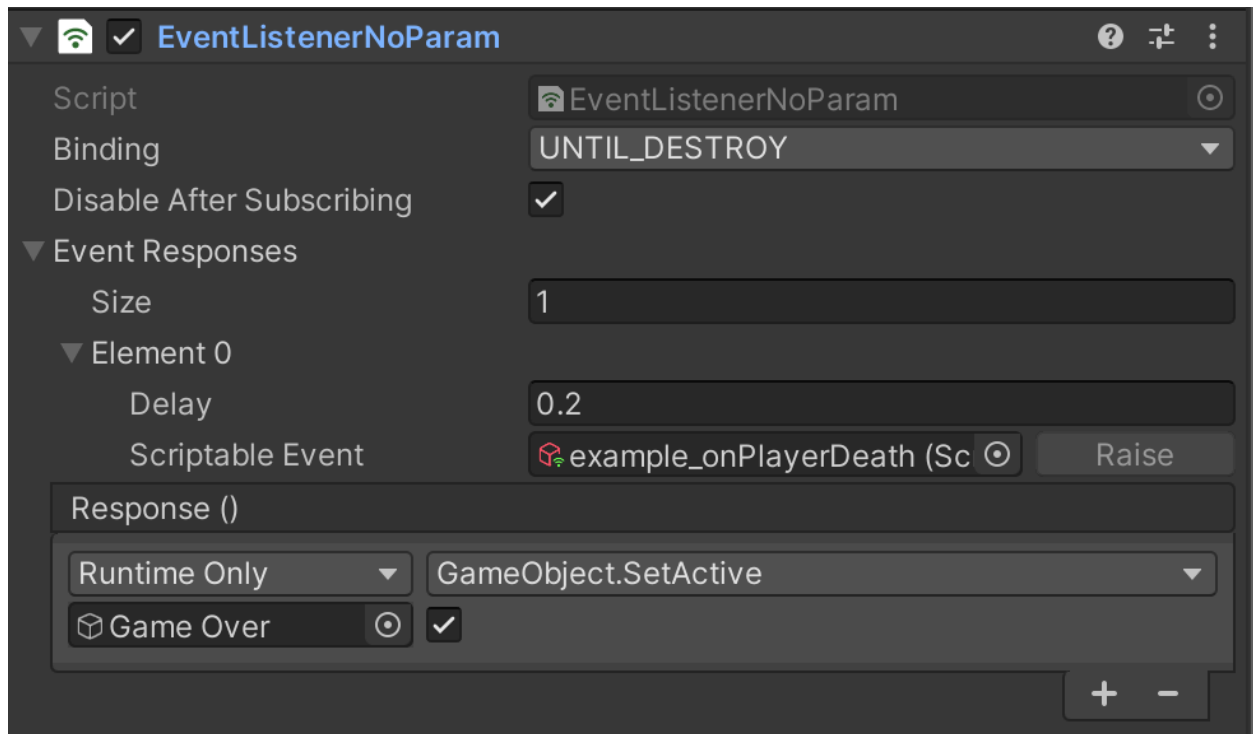 EventListenerNoParam
Script EventListenerNoParam
Binding UNTIL_DESTROY
Disable After Subscribing
Event Responses
Size 1
Element 0
Delay 0.2
Scriptable Event example_onPlayerDeath (Sc Raise
Response ()
Runtime Only GameObject.SetActive
Game Over